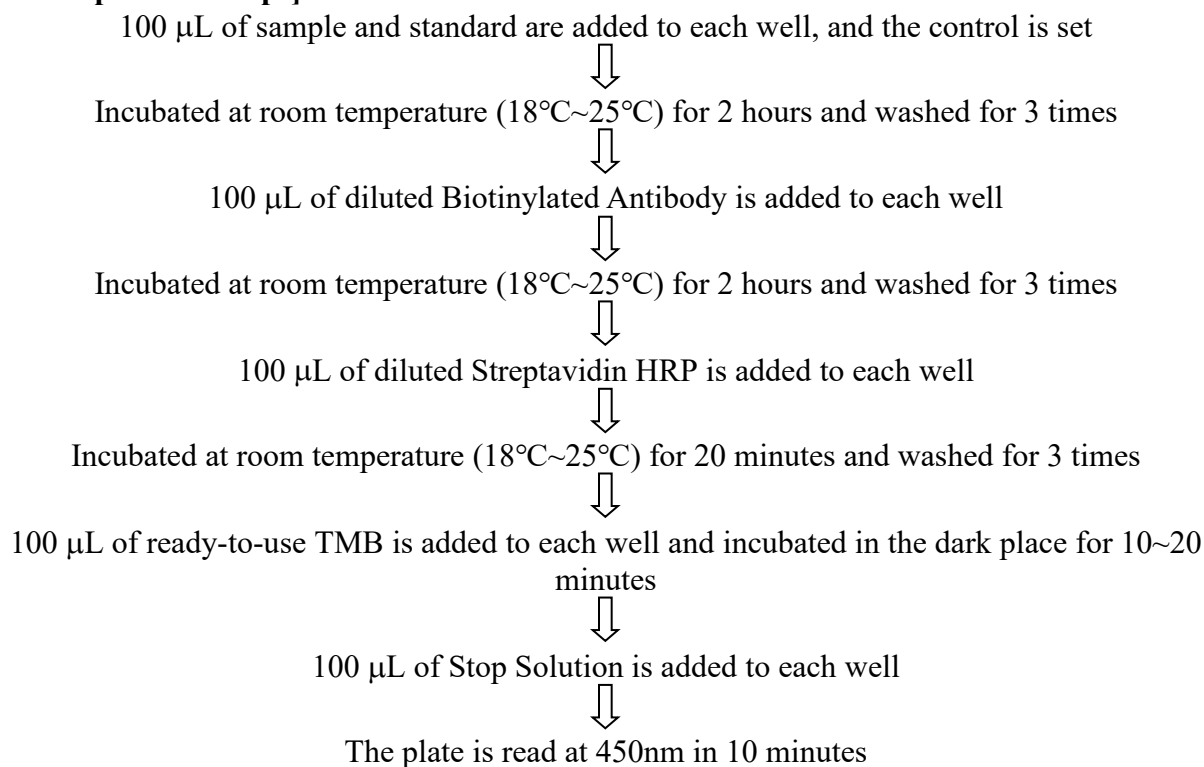 100 μL of sample and standard are added to each well, and the control is set
Incubated at room temperature (18℃~25℃) for 2 hours and washed for 3 times
100 μL of diluted Biotinylated Antibody is added to each well
Incubated at room temperature (18℃~25℃) for 2 hours and washed for 3 times
100 μL of diluted Streptavidin HRP is added to each well
Incubated at room temperature (18℃~25℃) for 20 minutes and washed for 3 times
100 μL of ready-to-use TMB is added to each well and incubated in the dark place for 10~20
minutes
100 μL of Stop Solution is added to each well
The plate is read at 450nm in 10 minutes